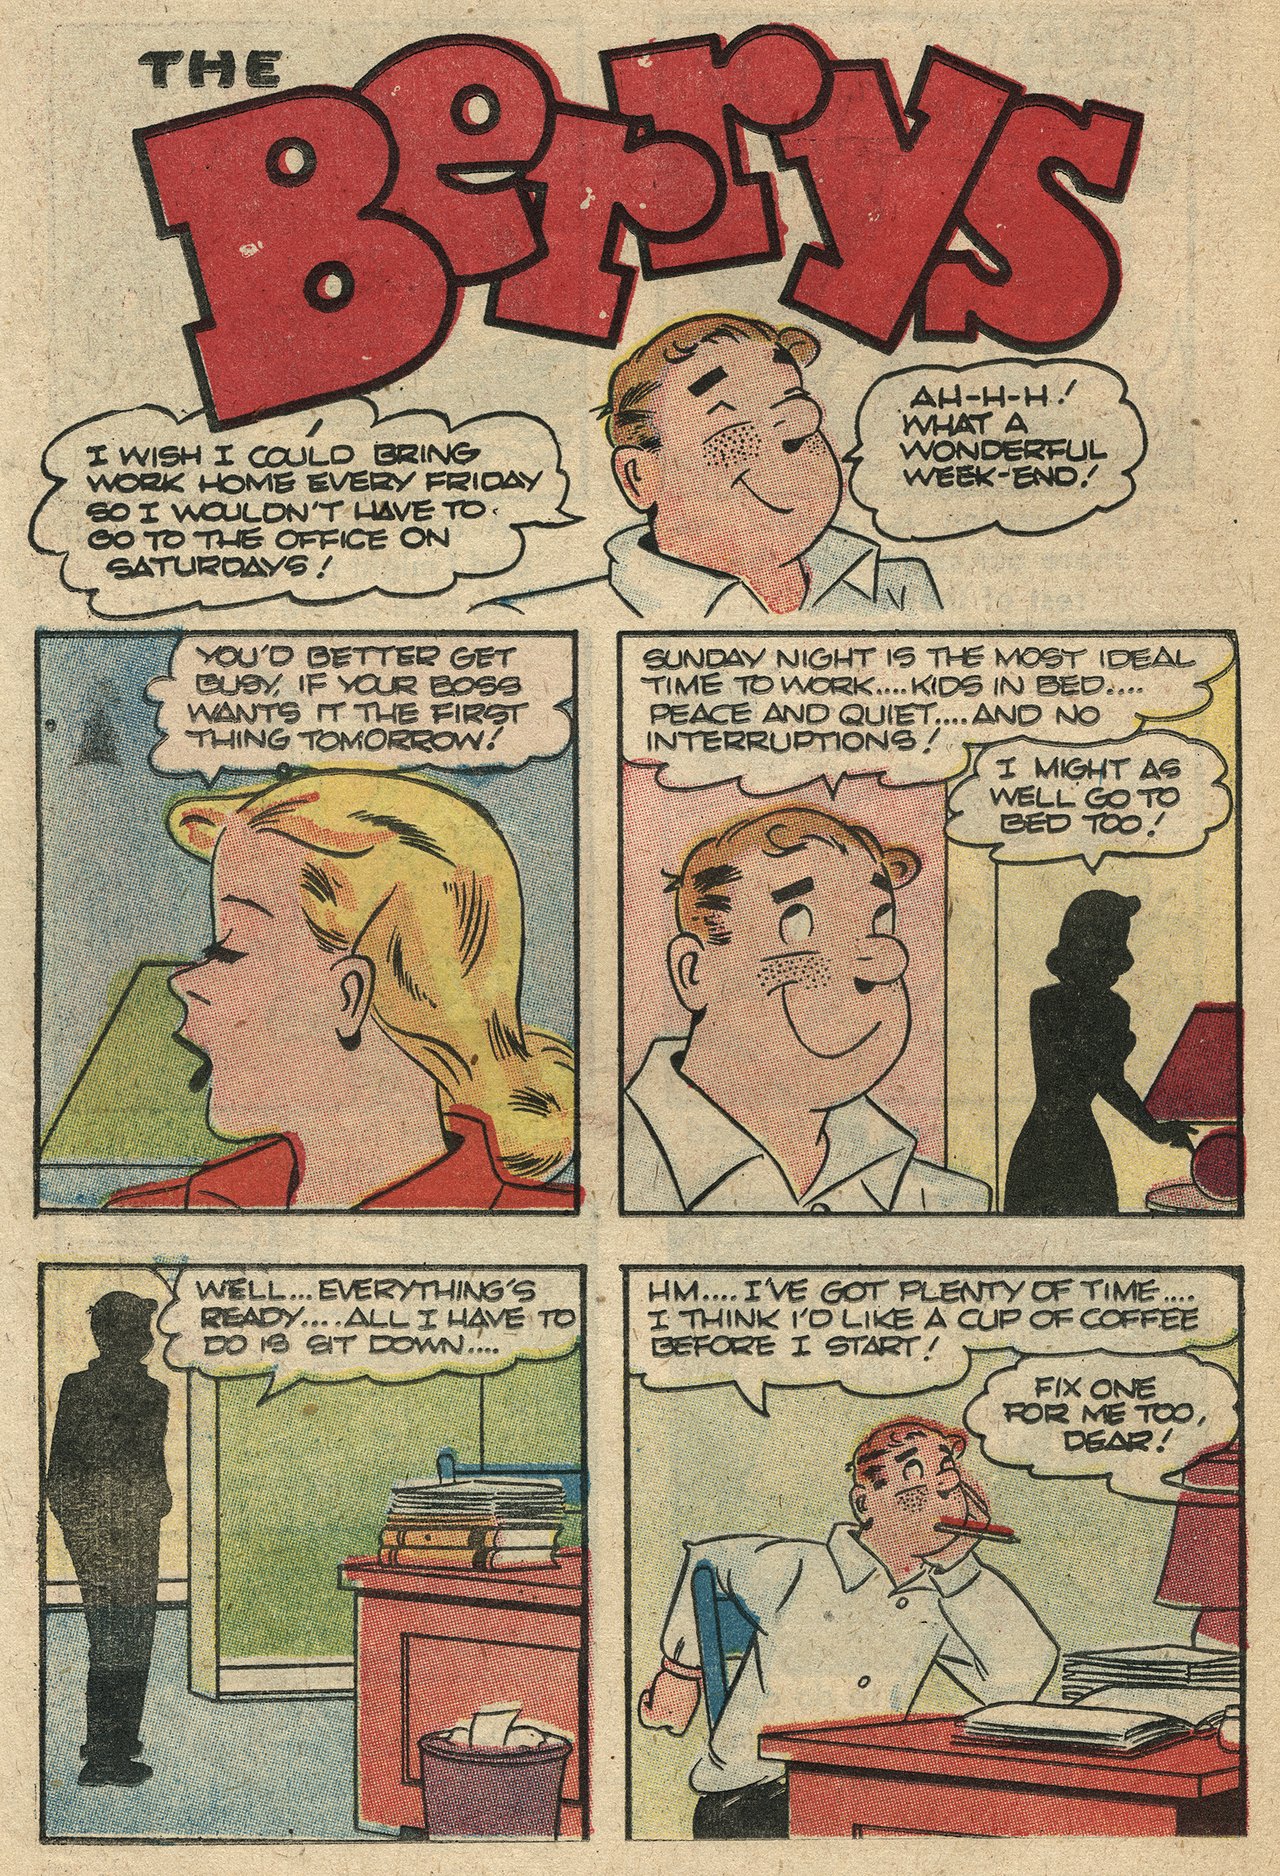 THE
BERRYS
I WISH I COULD BRING
WORK HOME EVERY FRIDAY
SO I WOULDN'T HAVE TO
GO TO THE OFFICE ON
SATURDAYS!
AH-H-H!
WHAT A
WONDERFUL
WEEK-END!
YOU'D BETTER GET
BUSY, IF YOUR BOSS
WANTS IT THE FIRST
THING TOMORROW!
SUNDAY NIGHT IS THE MOST IDEAL
TIME TO WORK....KIDS IN BED....
PEACE AND QUIET....AND NO
INTERRUPTIONS!
I MIGHT AS
WELL GO TO
BED TOO!
WELL...EVERYTHING'S
READY....ALL I HAVE TO
DO IS SIT DOWN....
HM....I'VE GOT PLENTY OF TIME....
I THINK I'D LIKE A CUP OF COFFEE
BEFORE I START!
FIX ONE
FOR ME TOO,
DEAR!